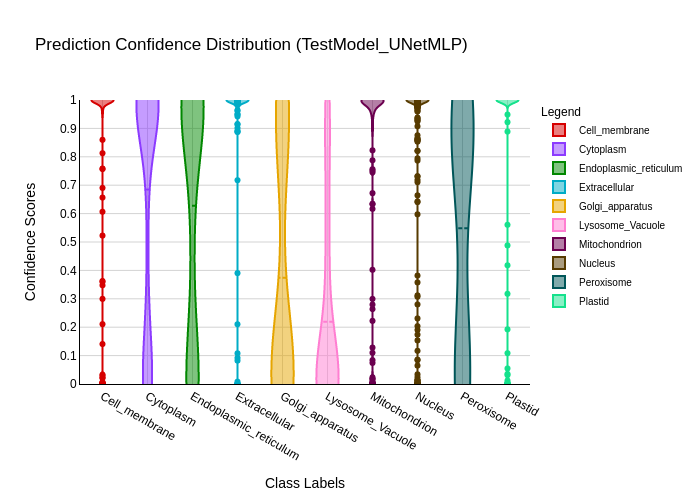 Prediction Confidence Distribution (TestModel_UNetMLP)
Confidence Scores
1
0.9
0.8
0.7
0.6
0.5
0.4
0.3
0.2
0.1
0
Cell_membrane
Cytoplasm
Endoplasmic_reticulum
Extracellular
Golgi_apparatus
Lysosome_Vacuole
Mitochondrion
Nucleus
Peroxisome
Plastid
Class Labels
Legend
Cell_membrane
Cytoplasm
Endoplasmic_reticulum
Extracellular
Golgi_apparatus
Lysosome_Vacuole
Mitochondrion
Nucleus
Peroxisome
Plastid